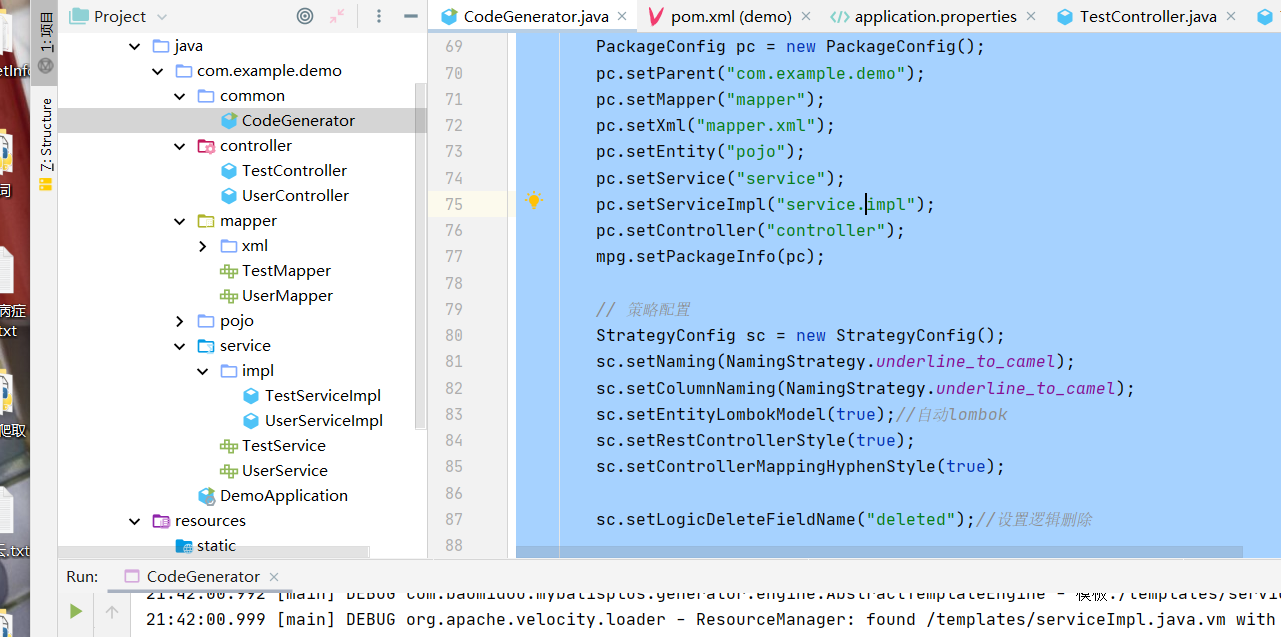 Project
CodeGenerator.java
pom.xml (demo)
application.properties
TestController.java
1: 项目
Z: Structure
java
com.example.demo
common
CodeGenerator
controller
TestController
UserController
mapper
xml
TestMapper
UserMapper
pojo
service
impl
TestServiceImpl
UserServiceImpl
TestService
UserService
DemoApplication
resources
static
69 PackageConfig pc = new PackageConfig();
70 pc.setParent("com.example.demo");
71 pc.setMapper("mapper");
72 pc.setXml("mapper.xml");
73 pc.setEntity("pojo");
74 pc.setService("service");
75 pc.setServiceImpl("service.impl");
76 pc.setController("controller");
77 mpg.setPackageInfo(pc);
78
79 // 策略配置
80 StrategyConfig sc = new StrategyConfig();
81 sc.setNaming(NamingStrategy.underline_to_camel);
82 sc.setColumnNaming(NamingStrategy.underline_to_camel);
83 sc.setEntityLombokModel(true);//自动lombok
84 sc.setRestControllerStyle(true);
85 sc.setControllerMappingHyphenStyle(true);
86
87 sc.setLogicDeleteFieldName("deleted");//设置逻辑删除
88
etInfo
同
病症
txt
爬取
.txt
Run: CodeGenerator
21:42:00.992 [main] DEBUG com.baomidou.mybatisplus.generator.engine.AbstractTemplateEngine - 模板:/templates/servi
21:42:00.999 [main] DEBUG org.apache.velocity.loader - ResourceManager: found /templates/serviceImpl.java.vm with